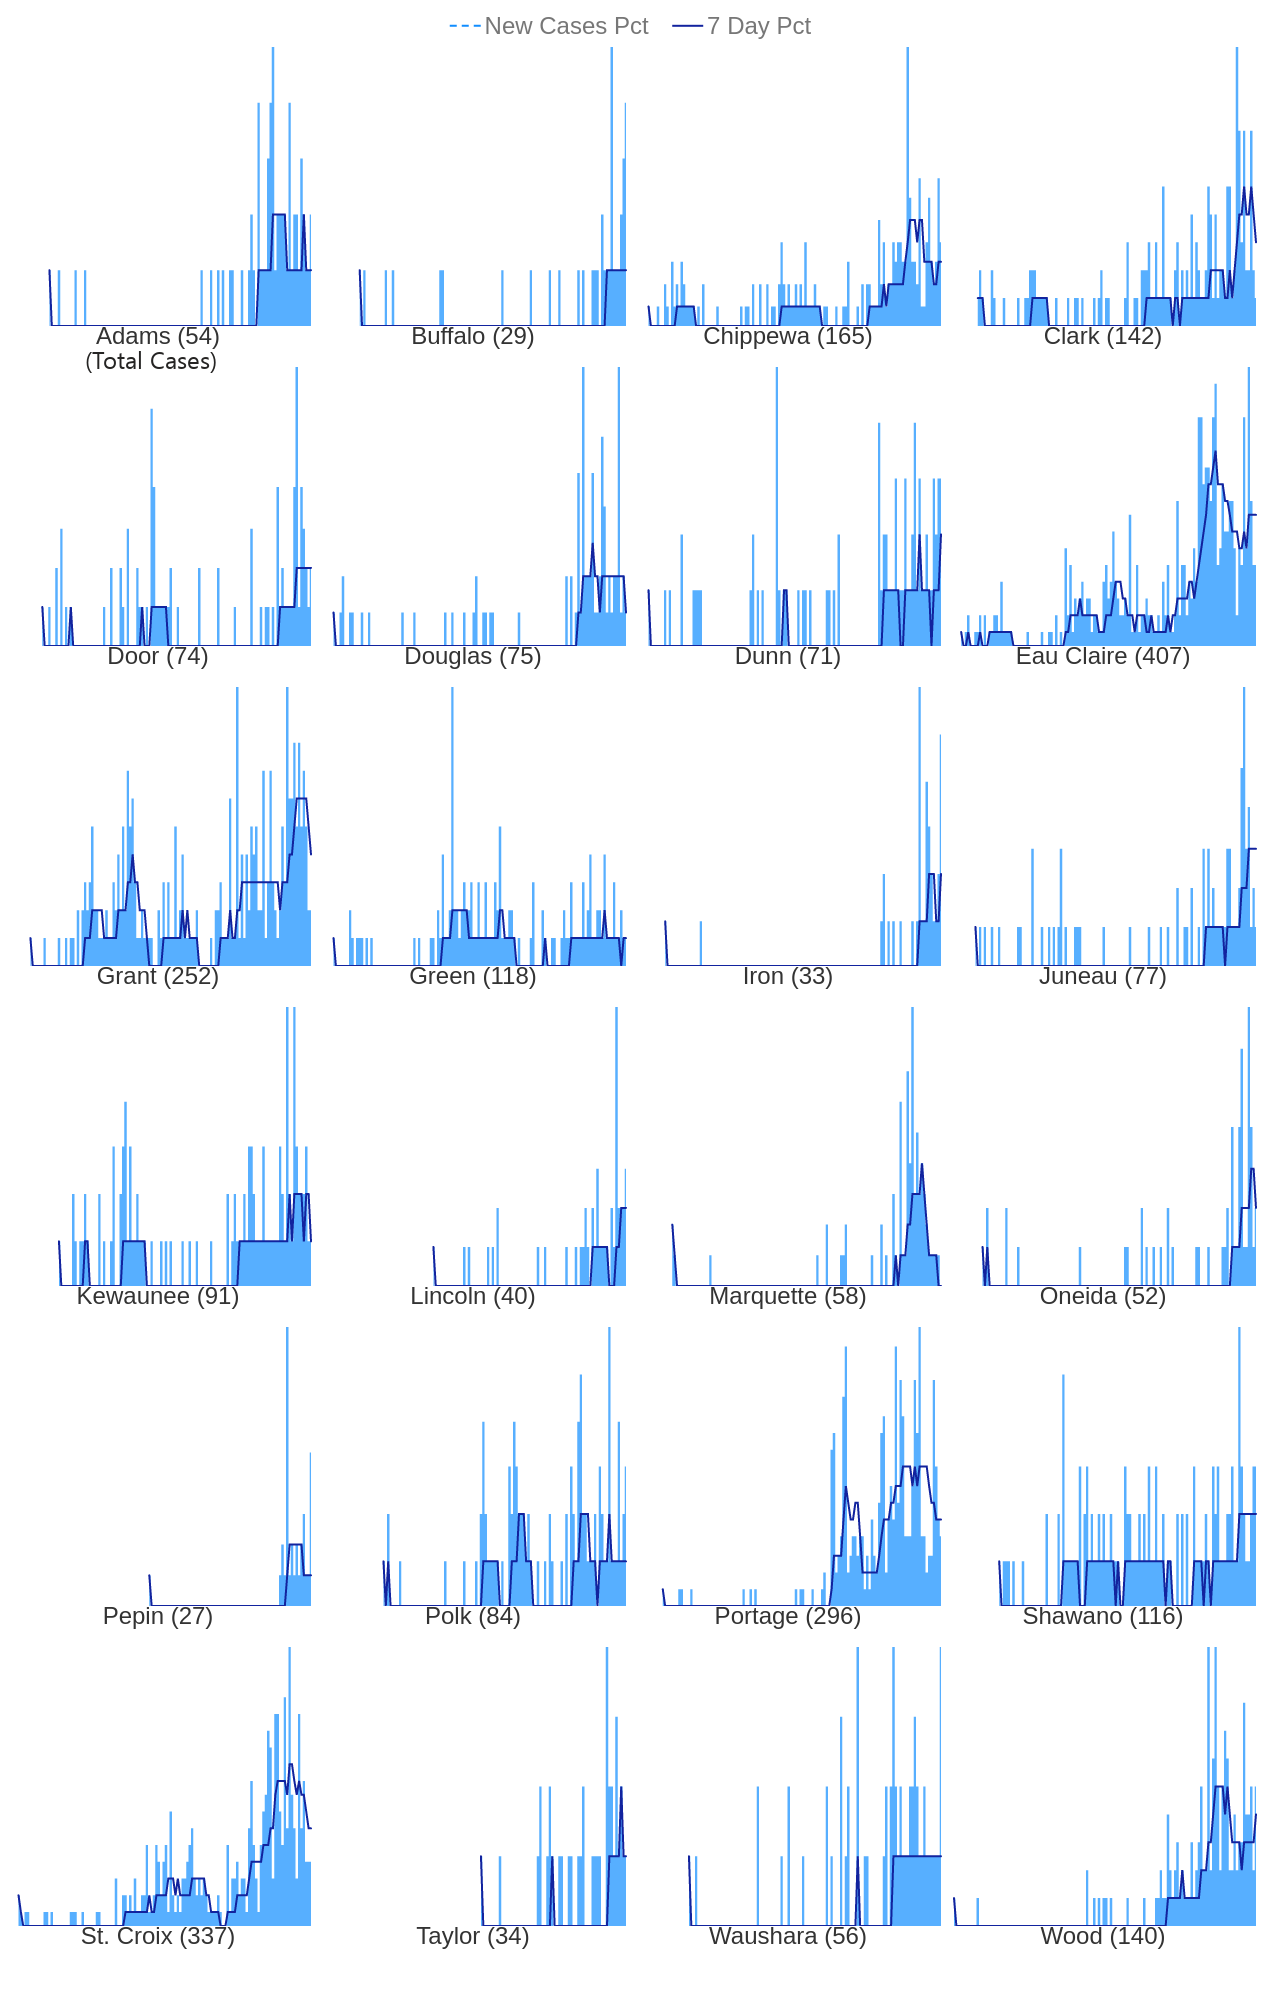 New Cases Pct 7 Day Pct
Adams (54) Buffalo (29) Chippewa (165) Clark (142)
(Total Cases)
Door (74) Douglas (75) Dunn (71) Eau Claire (407)
Grant (252) Green (118) Iron (33) Juneau (77)
Kewaunee (91) Lincoln (40) Marquette (58) Oneida (52)
Pepin (27) Polk (84) Portage (296) Shawano (116)
St. Croix (337) Taylor (34) Waushara (56) Wood (140)